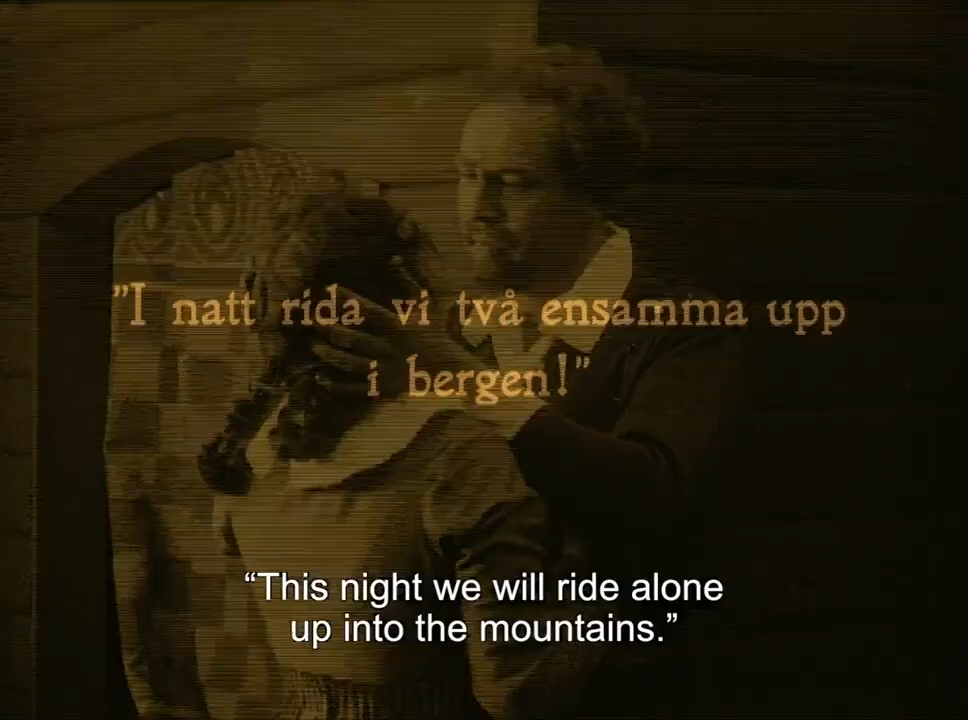 ”I natt rida vi två ensamma upp
i bergen!”
“This night we will ride alone
up into the mountains.”